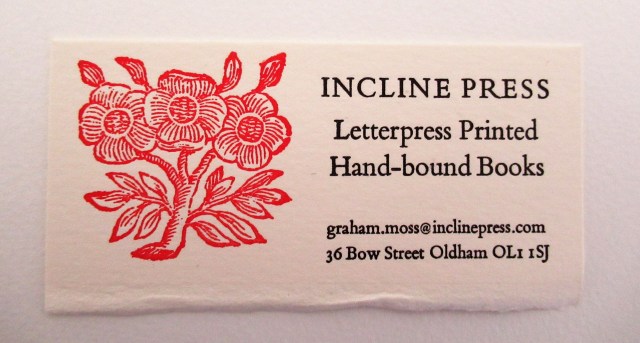 INCLINE PRESS
Letterpress Printed
Hand-bound Books
graham.moss@inclinepress.com
36 Bow Street Oldham OL1 1SJ